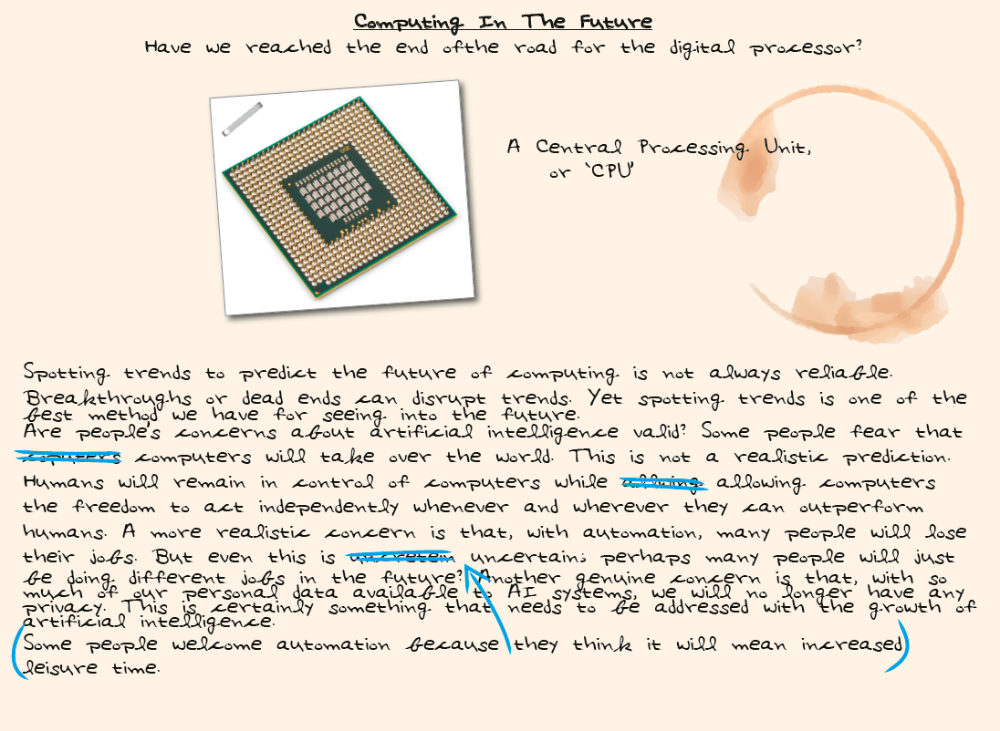 Computing In The Future
Have we reached the end ofthe road for the digital processor?
A Central Processing Unit,
or 'CPU'
Spotting trends to predict the future of computing is not always reliable.
Breakthroughs or dead ends can disrupt trends. Yet spotting trends is one of the
best method we have for seeing into the future.
Are people's concerns about artificial intelligence valid? Some people fear that
coputers computers will take over the world. This is not a realistic prediction.
Humans will remain in control of computers while allwing allowing computers
the freedom to act independently whenever and wherever they can outperform
humans. A more realistic concern is that, with automation, many people will lose
their jobs. But even this is uncretein uncertain; perhaps many people will just
be doing different jobs in the future? Another genuine concern is that, with so
much of our personal data available to AI systems, we will no longer have any
privacy. This is certainly something that needs to be addressed with the growth of
artificial intelligence.
(Some people welcome automation because they think it will mean increased)
leisure time.